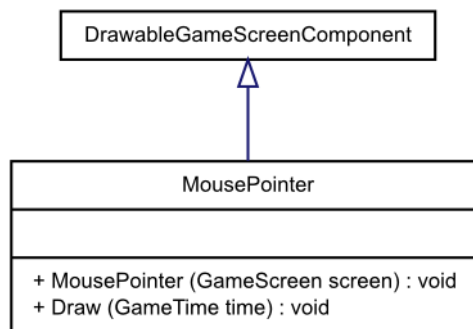 DrawableGameScreenComponent
MousePointer
+ MousePointer (GameScreen screen) : void
+ Draw (GameTime time) : void